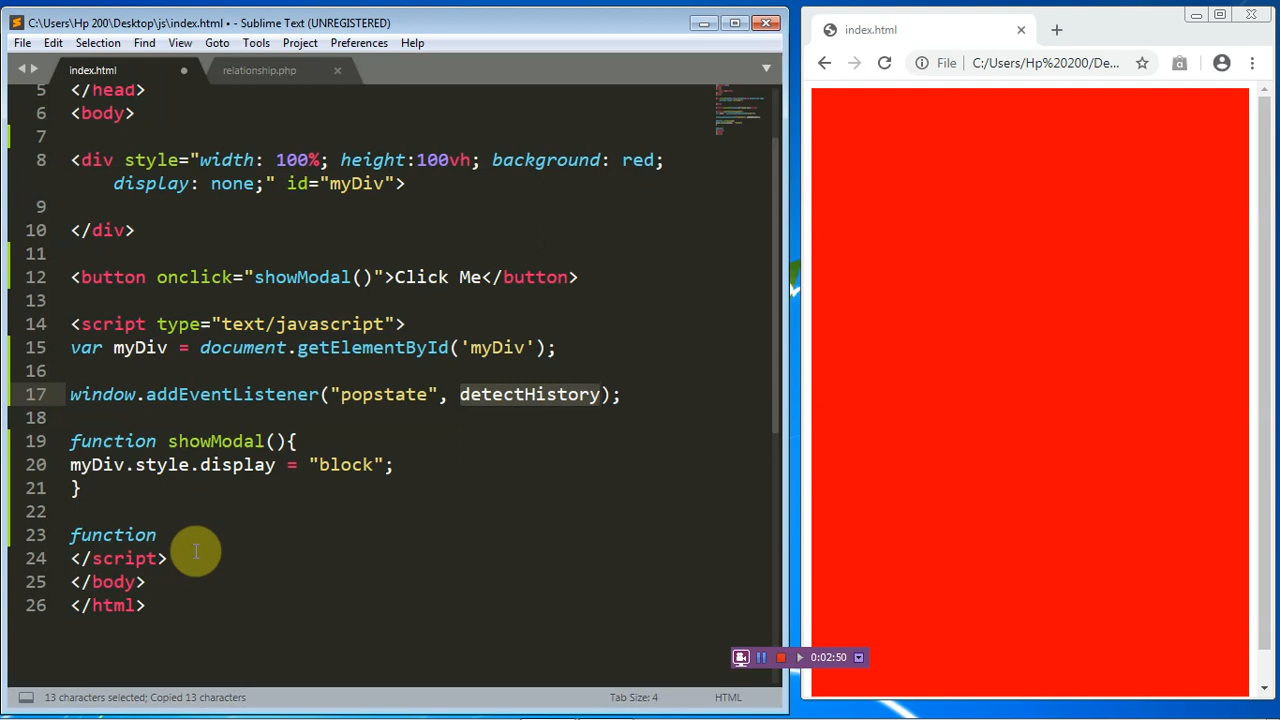 C:\Users\Hp 200\Desktop\js\index.html • - Sublime Text (UNREGISTERED)
File Edit Selection Find View Goto Tools Project Preferences Help
index.html relationship.php
5 </head>
6 <body>
7
8 <div style="width: 100%; height:100vh; background: red;
display: none;" id="myDiv">
9
10 </div>
11
12 <button onclick="showModal()">Click Me</button>
13
14 <script type="text/javascript">
15 var myDiv = document.getElementById('myDiv');
16
17 window.addEventListener("popstate", detectHistory);
18
19 function showModal(){
20 myDiv.style.display = "block";
21 }
22
23 function
24 </script>
25 </body>
26 </html>
13 characters selected; Copied 13 characters Tab Size: 4 HTML
index.html
File C:/Users/Hp%20200/De...
0:02:50